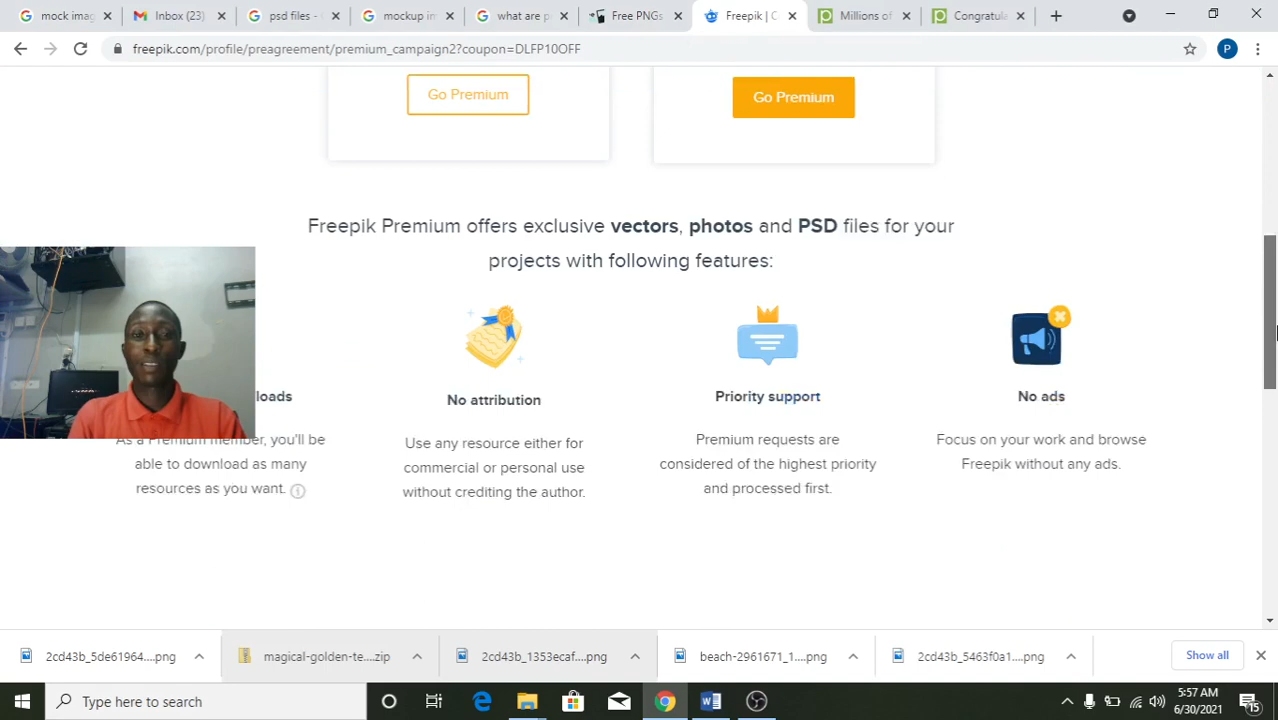 mock imag
Inbox (23)
psd files -
mockup im
what are p
Free PNGs
Freepik | C
Millions of
Congratula
freepik.com/profile/preagreement/premium_campaign2?coupon=DLFP10OFF
P
Go Premium
Go Premium
Freepik Premium offers exclusive vectors, photos and PSD files for your
projects with following features:
loads
No attribution
Priority support
No ads
As a Premium member, you'll be
able to download as many
resources as you want.
Use any resource either for
commercial or personal use
without crediting the author.
Premium requests are
considered of the highest priority
and processed first.
Focus on your work and browse
Freepik without any ads.
2cd43b_5de61964....png
magical-golden-te....zip
2cd43b_1353ecaf....png
beach-2961671_1....png
2cd43b_5463f0a1....png
Show all
Type here to search
5:57 AM
6/30/2021
15